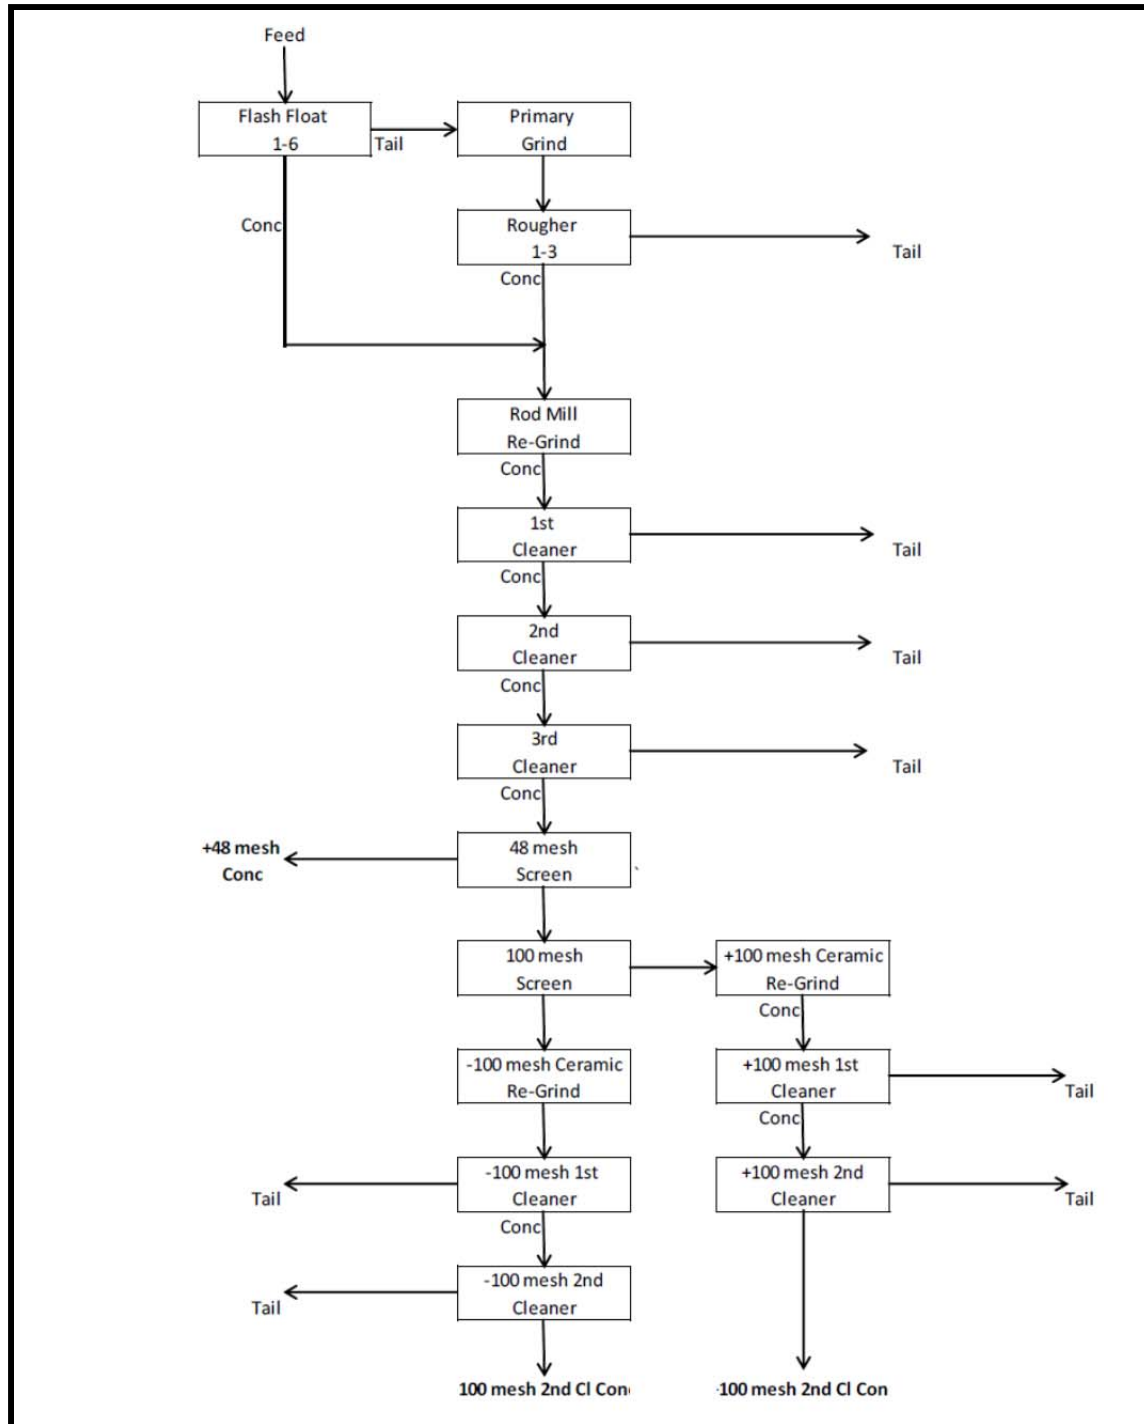 Feed
Flash Float
1-6
Tail
Primary
Grind
Conc
Rougher
1-3
Tail
Conc
Rod Mill
Re-Grind
Conc
1st
Cleaner
Tail
Conc
2nd
Cleaner
Tail
Conc
3rd
Cleaner
Tail
Conc
+48 mesh
Conc
48 mesh
Screen
100 mesh
Screen
+100 mesh Ceramic
Re-Grind
Conc
-100 mesh Ceramic
Re-Grind
+100 mesh 1st
Cleaner
Tail
Conc
-100 mesh 1st
Cleaner
Tail
Conc
+100 mesh 2nd
Cleaner
Tail
-100 mesh 2nd
Cleaner
Tail
100 mesh 2nd Cl Con
100 mesh 2nd Cl Con